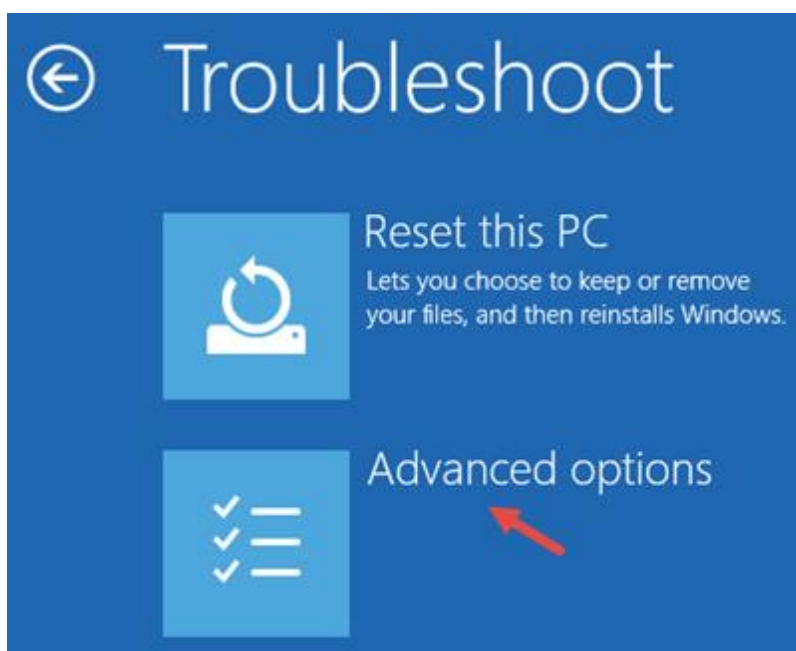 Troubleshoot
Reset this PC
Lets you choose to keep or remove
your files, and then reinstalls Windows.
Advanced options